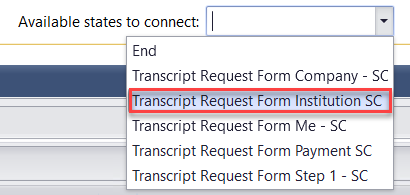 Available states to connect:
End
Transcript Request Form Company - SC
Transcript Request Form Institution SC
Transcript Request Form Me - SC
Transcript Request Form Payment SC
Transcript Request Form Step 1 - SC